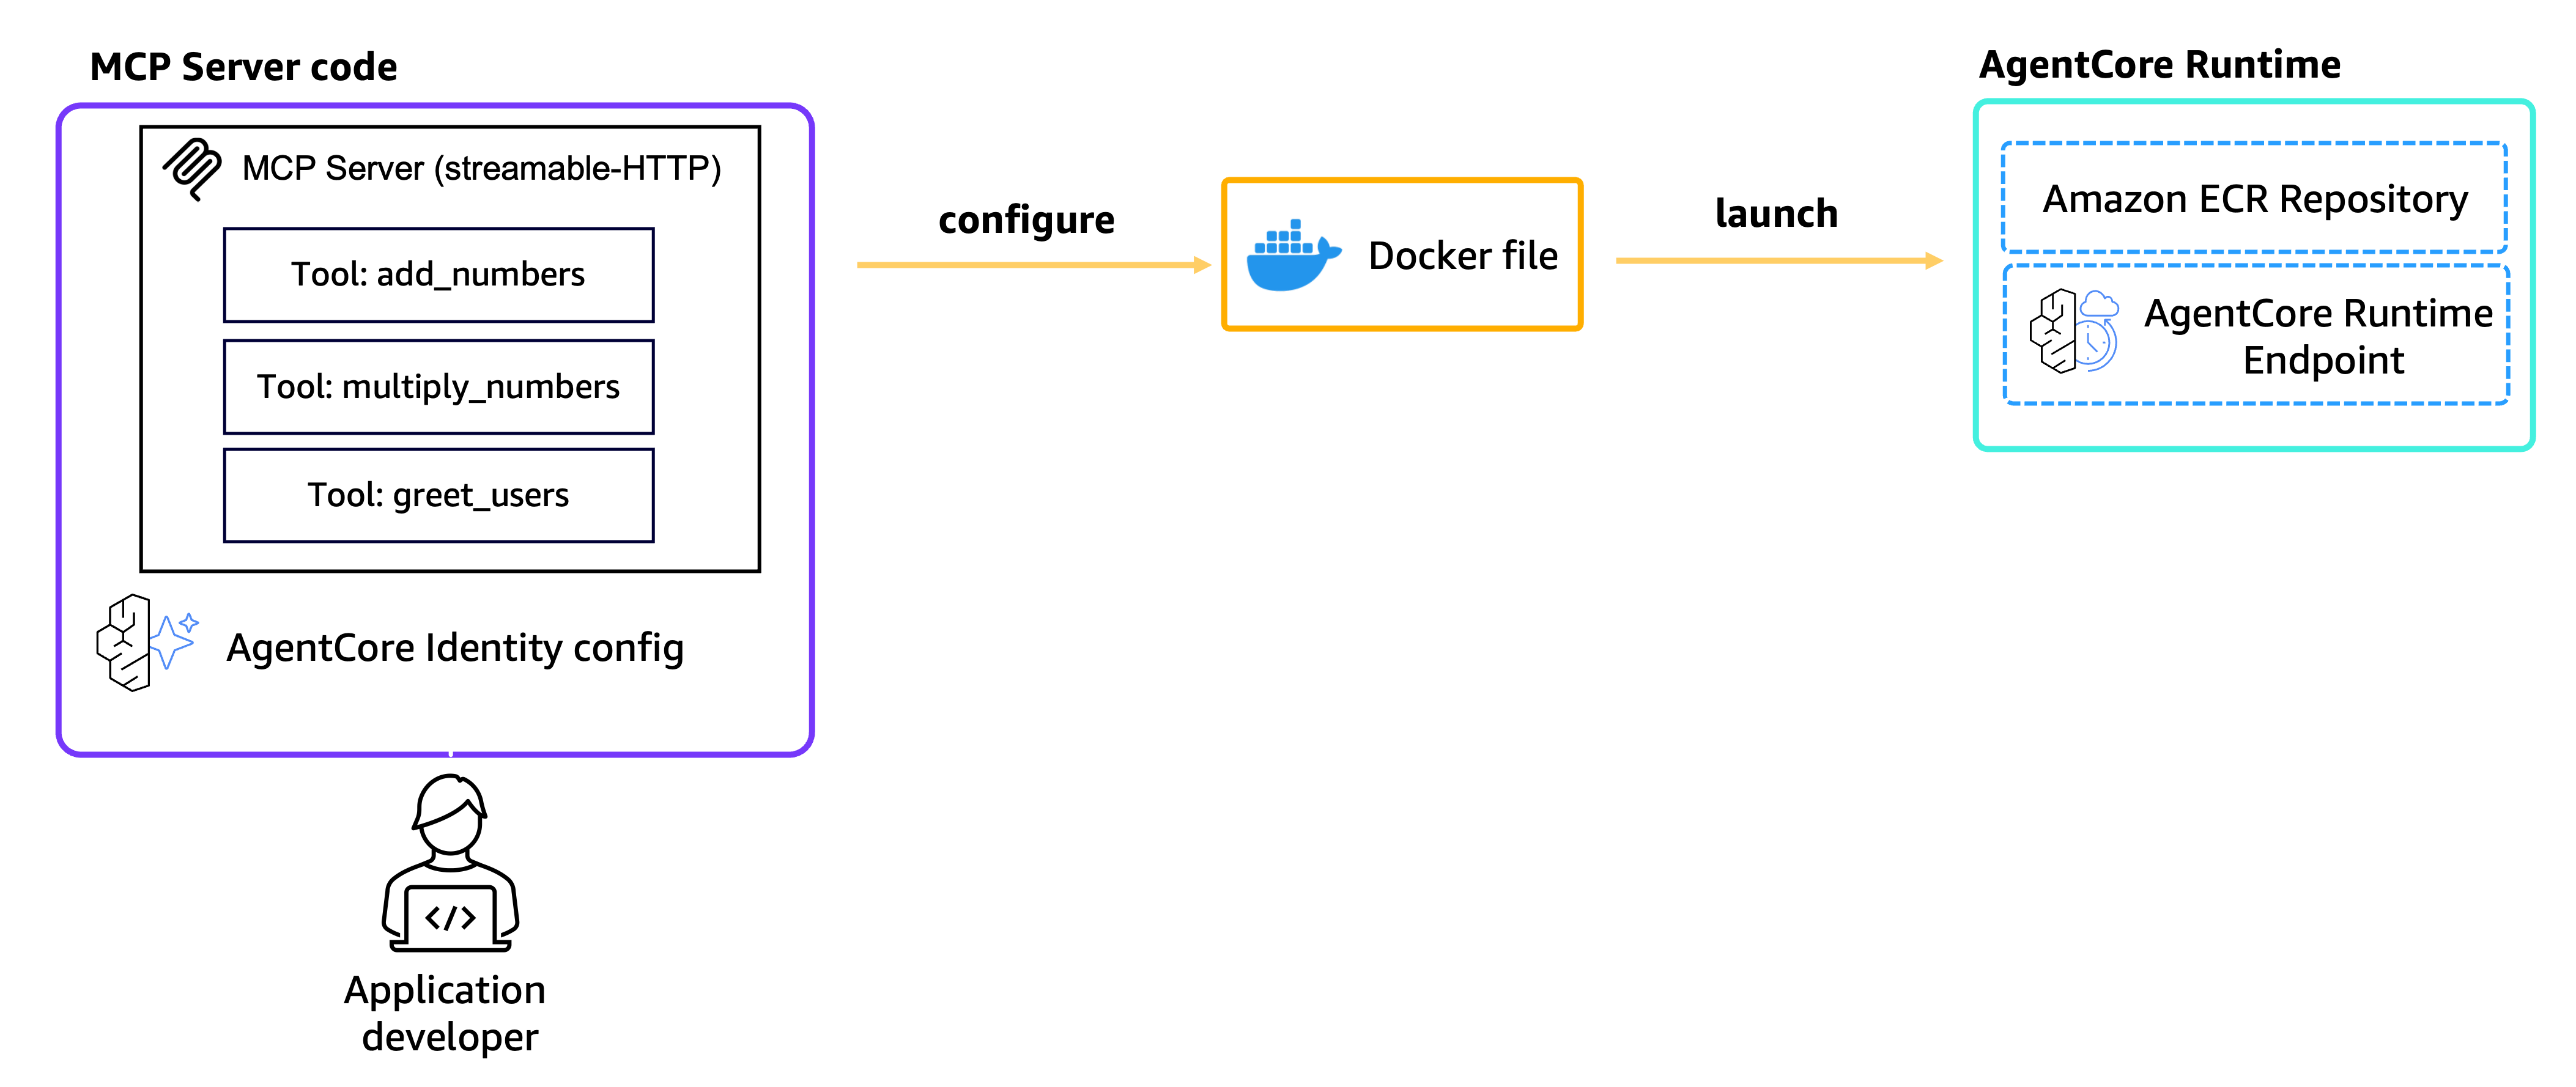 MCP Server code
MCP Server (streamable-HTTP)
Tool: add_numbers
Tool: multiply_numbers
Tool: greet_users
AgentCore Identity config
Application
developer
configure
Docker file
launch
AgentCore Runtime
Amazon ECR Repository
AgentCore Runtime
Endpoint